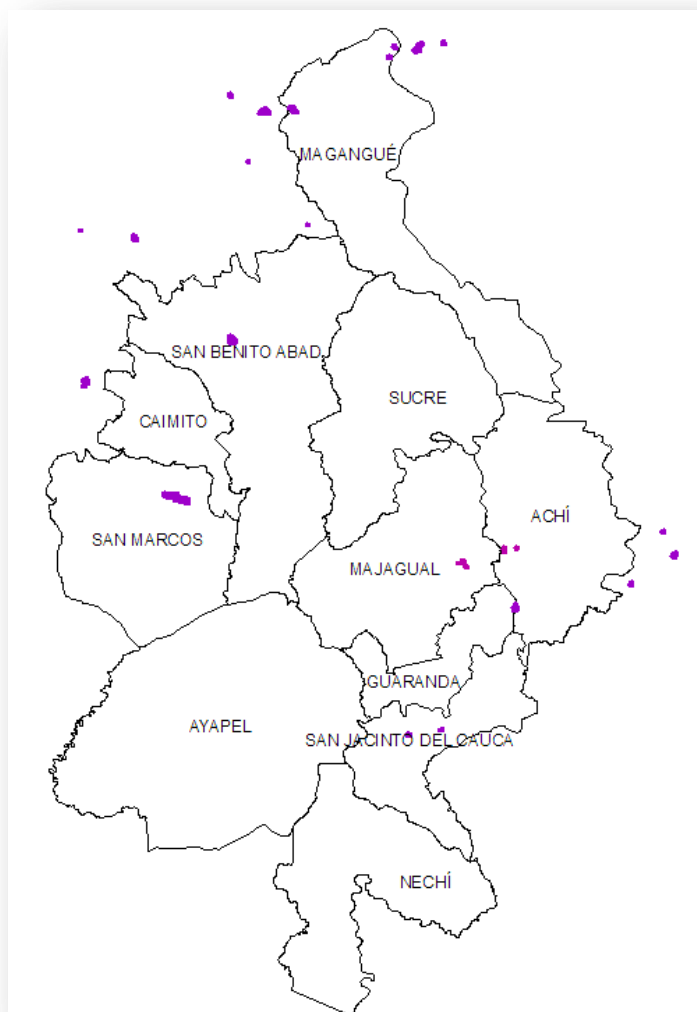 MAGANGUÉ
SAN BENITO ABAD
SUCRE
CAIMITO
ACHÍ
SAN MARCOS
MAJAGUAL
GUARANDA
AYAPEL
SAN JACINTO DEL CAUCA
NECHÍ